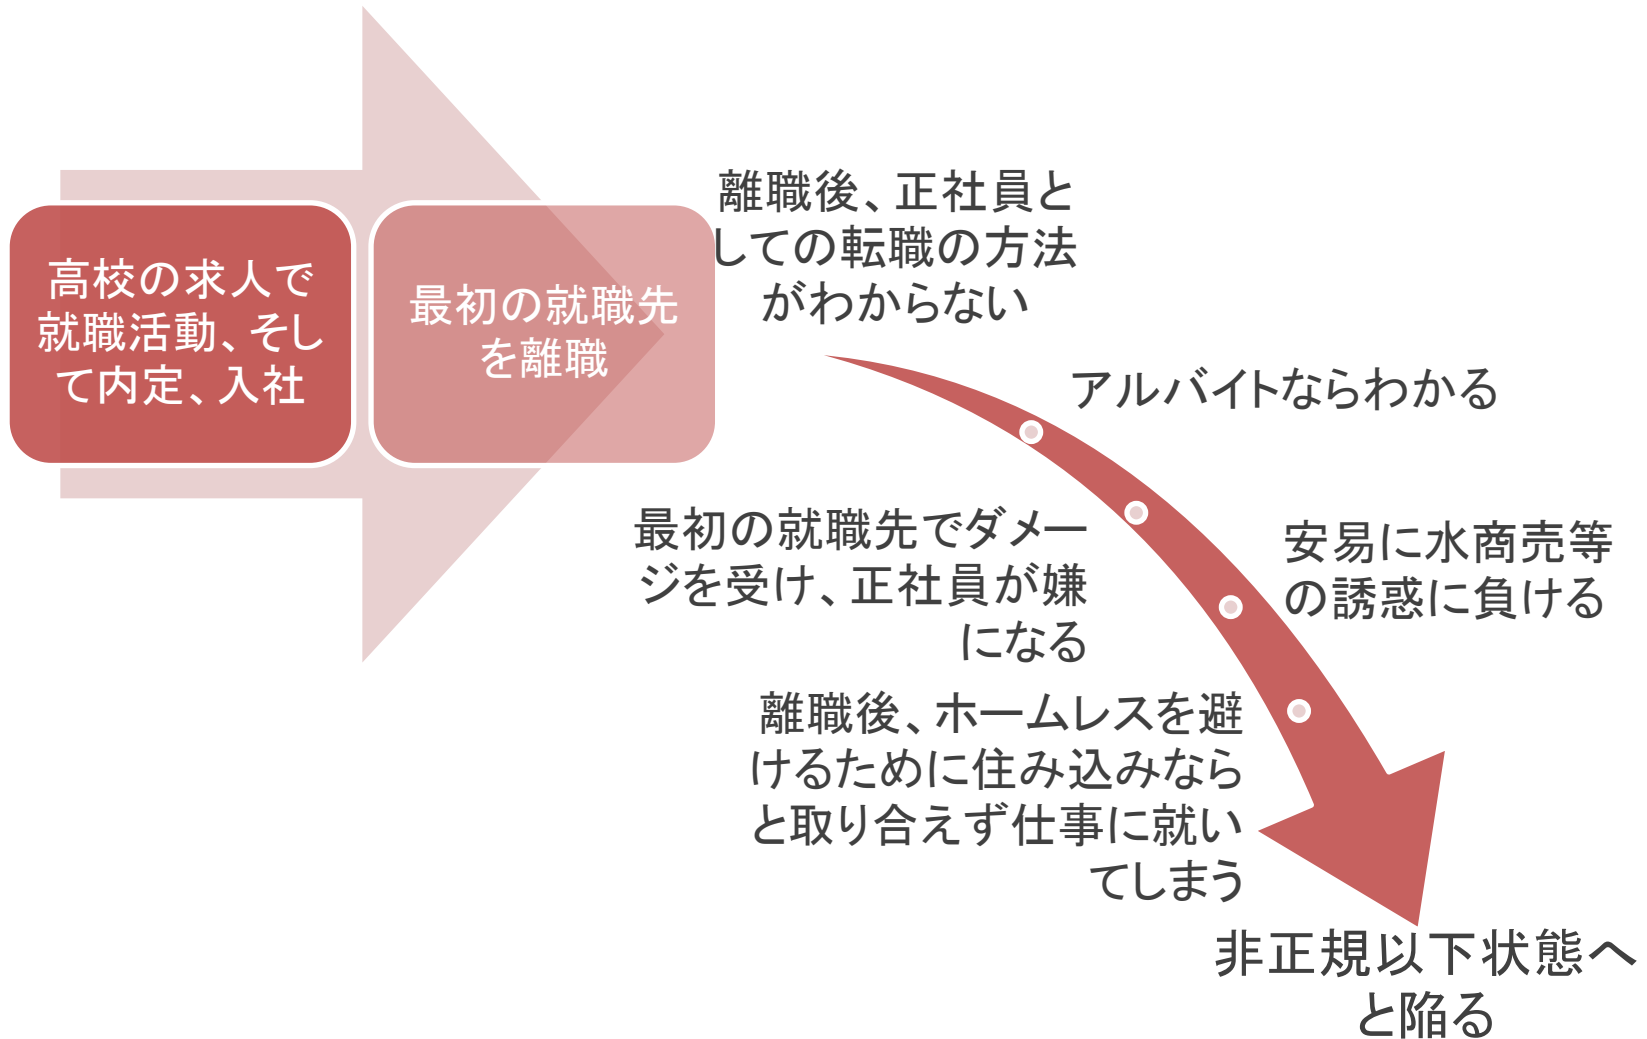 高校の求人で
就職活動、そし
て内定、入社
最初の就職先
を離職
離職後、正社員と
しての転職の方法
がわからない
アルバイトならわかる
最初の就職先でダメー
ジを受け、正社員が嫌
になる
安易に水商売等
の誘惑に負ける
離職後、ホームレスを避
けるために住み込みなら
と取り合えず仕事に就い
てしまう
非正規以下状態へ
と陥る